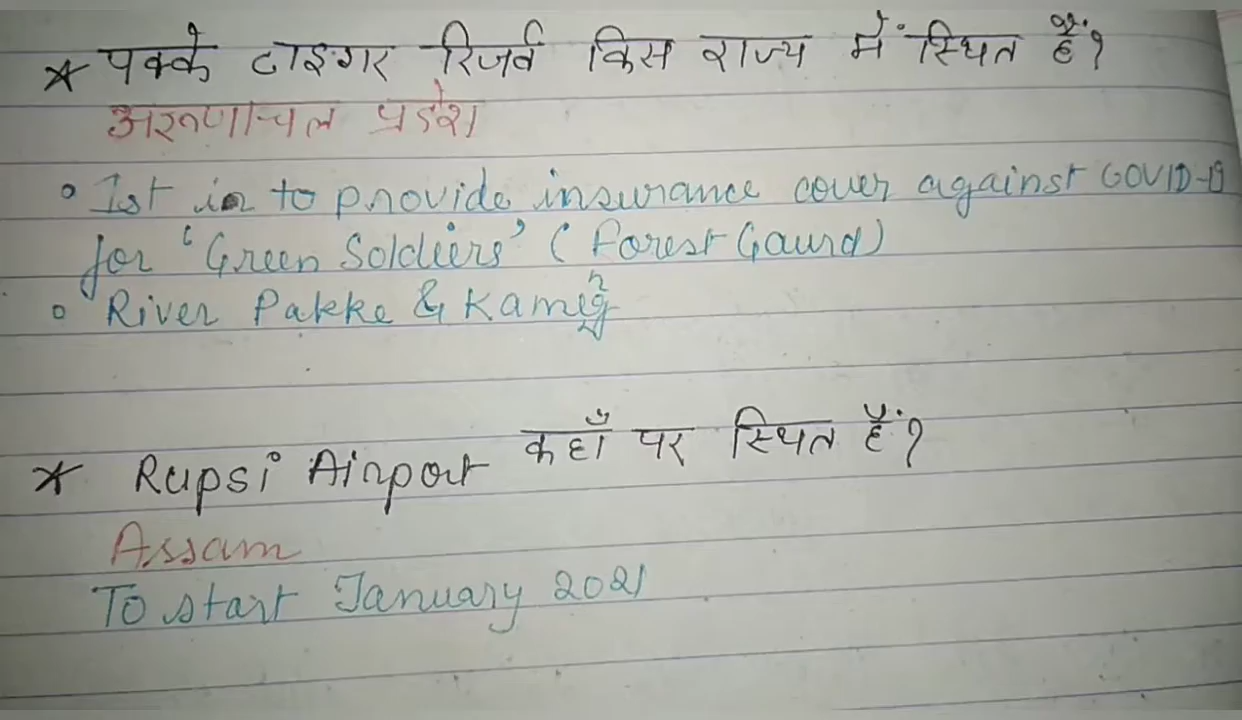 * पक्के टाइगर रिजर्व किस राज्य में स्थित हैं?
अरूणाचल प्रदेश
• Ist in to provide insurance cover against COVID-19
for 'Green Soldiers' (Forest Gaurd)
• River Pakke & Kameng
* Rupsi Airport कहाँ पर स्थित हैं?
Assam
To start January 2021